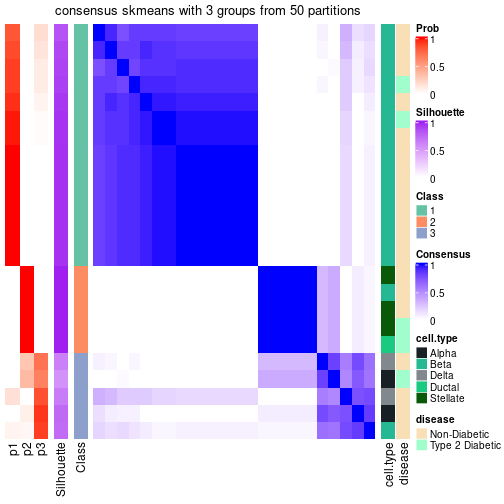 consensus skmeans with 3 groups from 50 partitions
Prob
1
0.5
0
Silhouette
1
0.5
0
Class
1
2
3
Consensus
1
0.5
0
cell.type
Alpha
Beta
Delta
Ductal
Stellate
disease
Non-Diabetic
Type 2 Diabetic
p1
p2
p3
Silhouette
Class
cell.type
disease